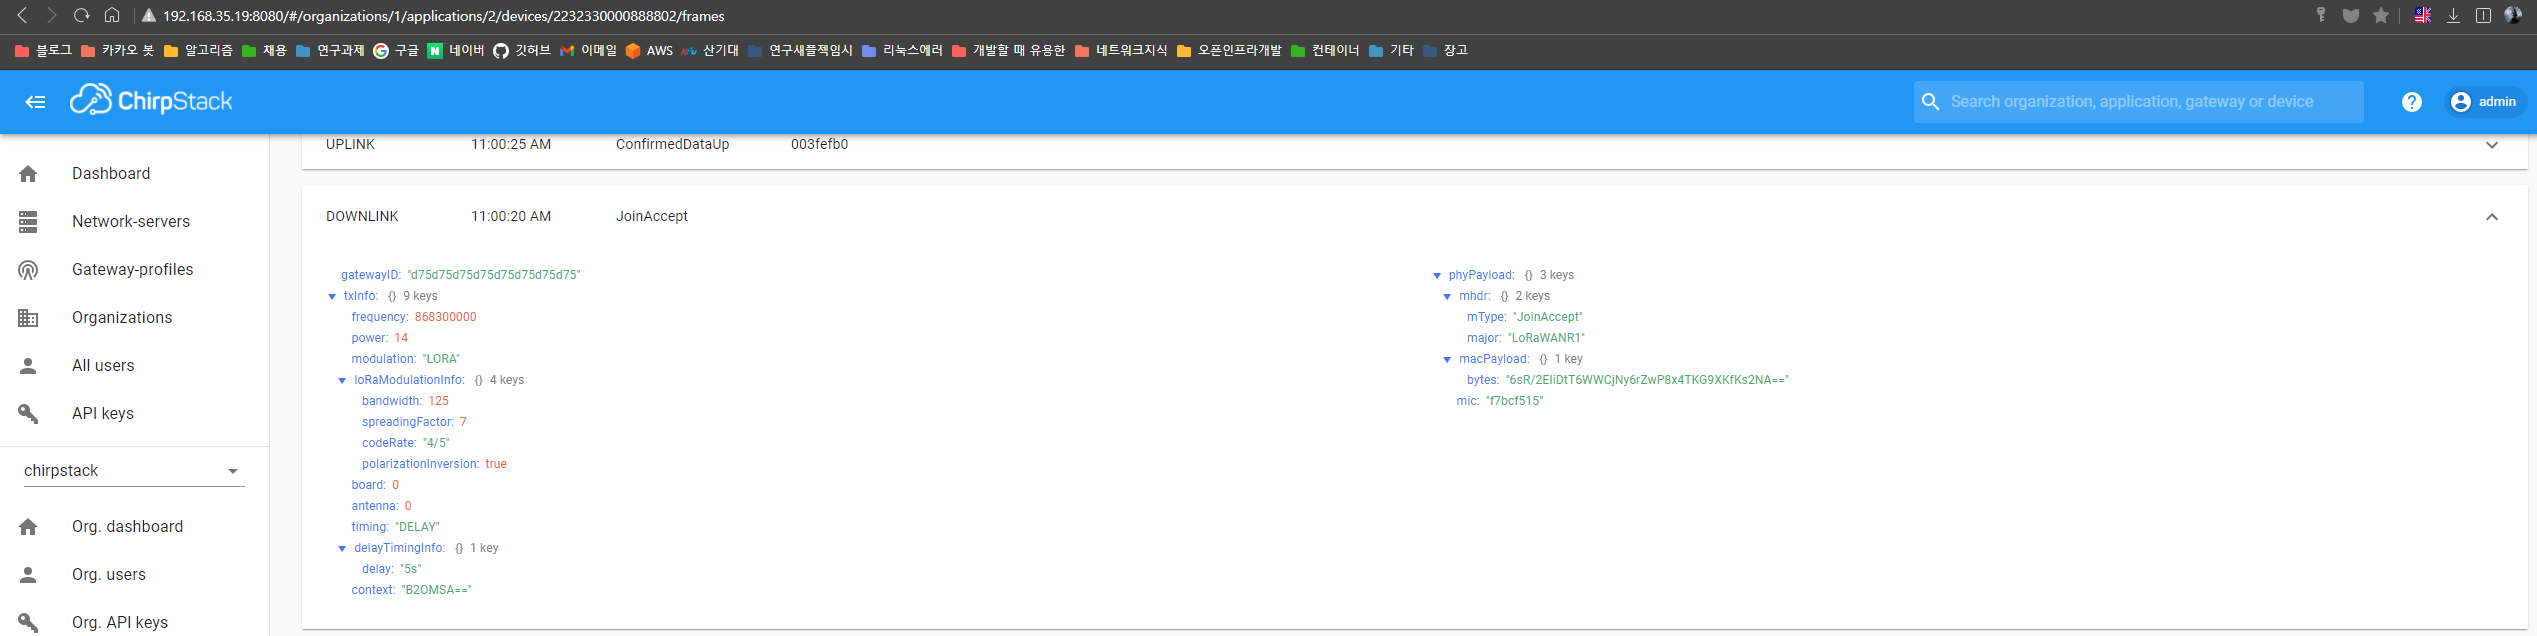 192.168.35.19:8080/#/organizations/1/applications/2/devices/2232330000888802/frames
블로그 카카오 봇 알고리즘 채용 연구과제 구글 네이버 깃허브 이메일 AWS 산기대 연구새플젝임시 리눅스에러 개발할 때 유용한 네트워크지식 오픈인프라개발 컨테이너 기타 장고
ChirpStack Search organization, application, gateway or device admin
UPLINK 11:00:25 AM ConfirmedDataUp 003fefb0
Dashboard
Network-servers
Gateway-profiles
Organizations
All users
API keys
chirpstack
Org. dashboard
Org. users
Org. API keys
DOWNLINK 11:00:20 AM JoinAccept
gatewayID: "d75d75d75d75d75d75d75d75"
txInfo: {} 9 keys
frequency: 868300000
power: 14
modulation: "LORA"
loRaModulationInfo: {} 4 keys
bandwidth: 125
spreadingFactor: 7
codeRate: "4/5"
polarizationInversion: true
board: 0
antenna: 0
timing: "DELAY"
delayTimingInfo: {} 1 key
delay: "5s"
context: "B2OMSA=="
phyPayload: {} 3 keys
mhdr: {} 2 keys
mType: "JoinAccept"
major: "LoRaWANR1"
macPayload: {} 1 key
bytes: "6sR/2EIiDtT6WWCjNy6rZwP8x4TKG9XKfKs2NA=="
mic: "f7bcf515"